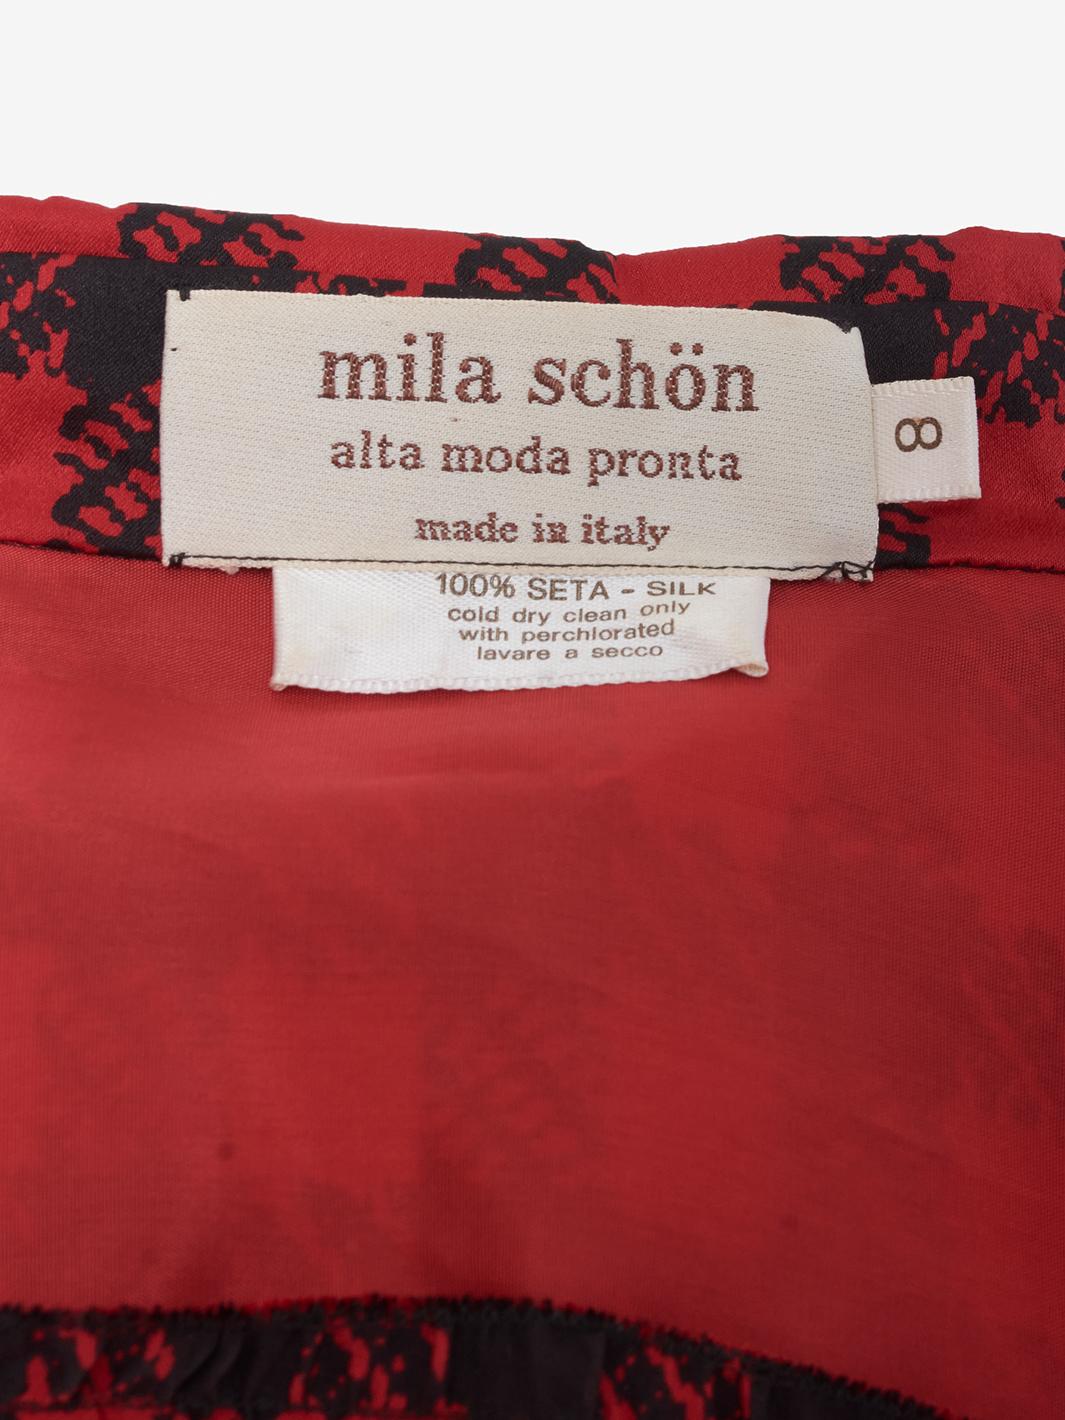 mila schön
alta moda pronta
made in italy
8
100% SETA - SILK
cold dry clean only
with perchlorated
lavare a secco